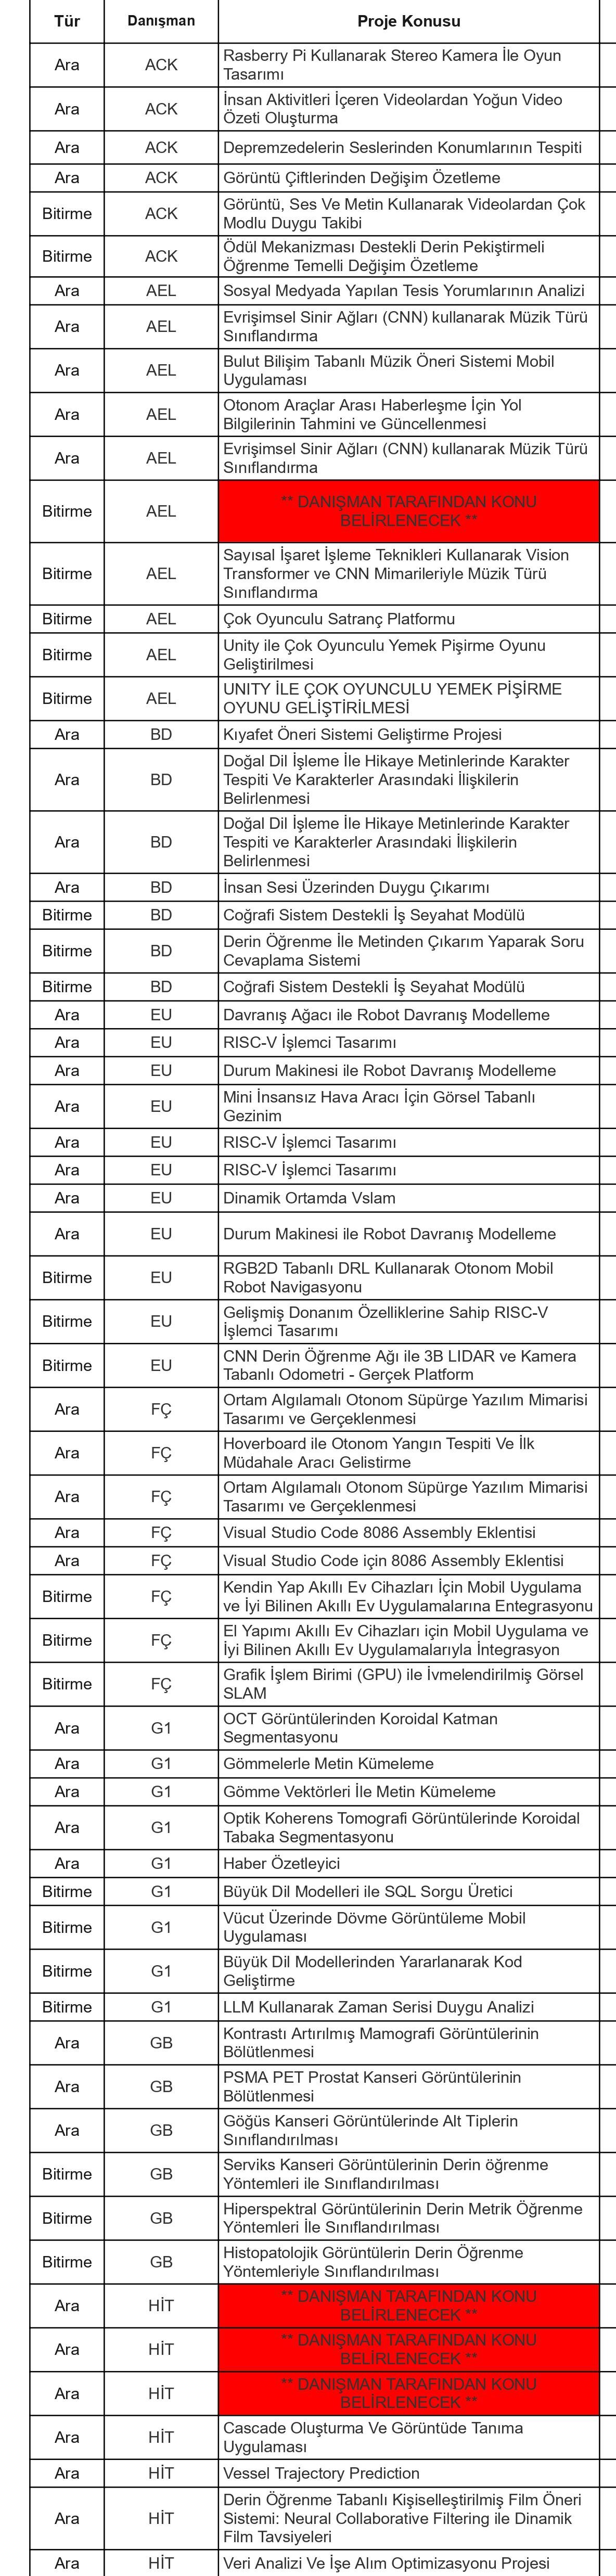 Tür Danışman Proje Konusu
Ara ACK Rasberry Pi Kullanarak Stereo Kamera İle Oyun
Tasarımı
Ara ACK İnsan Aktivitleri İçeren Videolardan Yoğun Video
Özeti Oluşturma
Ara ACK Depremzedelerin Seslerinden Konumlarının Tespiti
Ara ACK Görüntü Çiftlerinden Değişim Özetleme
Bitirme ACK Görüntü, Ses Ve Metin Kullanarak Videolardan Çok
Modlu Duygu Takibi
Bitirme ACK Ödül Mekanizması Destekli Derin Pekiştirmeli
Öğrenme Temelli Değişim Özetleme
Ara AEL Sosyal Medyada Yapılan Tesis Yorumlarının Analizi
Ara AEL Evrişimsel Sinir Ağları (CNN) kullanarak Müzik Türü
Sınıflandırma
Ara AEL Bulut Bilişim Tabanlı Müzik Öneri Sistemi Mobil
Uygulaması
Ara AEL Otonom Araçlar Arası Haberleşme İçin Yol
Bilgilerinin Tahmini ve Güncellenmesi
Ara AEL Evrişimsel Sinir Ağları (CNN) kullanarak Müzik Türü
Sınıflandırma
Bitirme AEL ** DANIŞMAN TARAFINDAN KONU
BELİRLENECEK **
Bitirme AEL Sayısal İşaret İşleme Teknikleri Kullanarak Vision
Transformer ve CNN Mimarileriyle Müzik Türü
Sınıflandırma
Bitirme AEL Çok Oyunculu Satranç Platformu
Bitirme AEL Unity ile Çok Oyunculu Yemek Pişirme Oyunu
Geliştirilmesi
Bitirme AEL UNITY İLE ÇOK OYUNCULU YEMEK PİŞİRME
OYUNU GELİŞTİRİLMESİ
Ara BD Kıyafet Öneri Sistemi Geliştirme Projesi
Ara BD Doğal Dil İşleme İle Hikaye Metinlerinde Karakter
Tespiti Ve Karakterler Arasındaki İlişkilerin
Belirlenmesi
Ara BD Doğal Dil İşleme İle Hikaye Metinlerinde Karakter
Tespiti ve Karakterler Arasındaki İlişkilerin
Belirlenmesi
Ara BD İnsan Sesi Üzerinden Duygu Çıkarımı
Bitirme BD Coğrafi Sistem Destekli İş Seyahat Modülü
Bitirme BD Derin Öğrenme İle Metinden Çıkarım Yaparak Soru
Cevaplama Sistemi
Bitirme BD Coğrafi Sistem Destekli İş Seyahat Modülü
Ara EU Davranış Ağacı ile Robot Davranış Modelleme
Ara EU RISC-V İşlemci Tasarımı
Ara EU Durum Makinesi ile Robot Davranış Modelleme
Ara EU Mini İnsansız Hava Aracı İçin Görsel Tabanlı
Gezinim
Ara EU RISC-V İşlemci Tasarımı
Ara EU RISC-V İşlemci Tasarımı
Ara EU Dinamik Ortamda Vslam
Ara EU Durum Makinesi ile Robot Davranış Modelleme
Bitirme EU RGB2D Tabanlı DRL Kullanarak Otonom Mobil
Robot Navigasyonu
Bitirme EU Gelişmiş Donanım Özelliklerine Sahip RISC-V
İşlemci Tasarımı
Bitirme EU CNN Derin Öğrenme Ağı ile 3B LIDAR ve Kamera
Tabanlı Odometri - Gerçek Platform
Ara FÇ Ortam Algılamalı Otonom Süpürge Yazılım Mimarisi
Tasarımı ve Gerçeklenmesi
Ara FÇ Hoverboard ile Otonom Yangın Tespiti Ve İlk
Müdahale Aracı Gelistirme
Ara FÇ Ortam Algılamalı Otonom Süpürge Yazılım Mimarisi
Tasarımı ve Gerçeklenmesi
Ara FÇ Visual Studio Code 8086 Assembly Eklentisi
Ara FÇ Visual Studio Code için 8086 Assembly Eklentisi
Bitirme FÇ Kendin Yap Akıllı Ev Cihazları İçin Mobil Uygulama
ve İyi Bilinen Akıllı Ev Uygulamalarına Entegrasyonu
Bitirme FÇ El Yapımı Akıllı Ev Cihazları için Mobil Uygulama ve
İyi Bilinen Akıllı Ev Uygulamalarıyla İntegrasyon
Bitirme FÇ Grafik İşlem Birimi (GPU) ile İvmelendirilmiş Görsel
SLAM
Ara G1 OCT Görüntülerinden Koroidal Katman
Segmentasyonu
Ara G1 Gömmelerle Metin Kümeleme
Ara G1 Gömme Vektörleri İle Metin Kümeleme
Ara G1 Optik Koherens Tomografi Görüntülerinde Koroidal
Tabaka Segmentasyonu
Ara G1 Haber Özetleyici
Bitirme G1 Büyük Dil Modelleri ile SQL Sorgu Üretici
Bitirme G1 Vücut Üzerinde Dövme Görüntüleme Mobil
Uygulaması
Bitirme G1 Büyük Dil Modellerinden Yararlanarak Kod
Geliştirme
Bitirme G1 LLM Kullanarak Zaman Serisi Duygu Analizi
Ara GB Kontrastı Artırılmış Mamografi Görüntülerinin
Bölütlenmesi
Ara GB PSMA PET Prostat Kanseri Görüntülerinin
Bölütlenmesi
Ara GB Göğüs Kanseri Görüntülerinde Alt Tiplerin
Sınıflandırılması
Bitirme GB Serviks Kanseri Görüntülerinin Derin öğrenme
Yöntemleri ile Sınıflandırılması
Bitirme GB Hiperspektral Görüntülerinin Derin Metrik Öğrenme
Yöntemleri İle Sınıflandırılması
Bitirme GB Histopatolojik Görüntülerin Derin Öğrenme
Yöntemleriyle Sınıflandırılması
Ara HİT ** DANIŞMAN TARAFINDAN KONU
BELİRLENECEK **
Ara HİT ** DANIŞMAN TARAFINDAN KONU
BELİRLENECEK **
Ara HİT ** DANIŞMAN TARAFINDAN KONU
BELİRLENECEK **
Ara HİT Cascade Oluşturma Ve Görüntüde Tanıma
Uygulaması
Ara HİT Vessel Trajectory Prediction
Ara HİT Derin Öğrenme Tabanlı Kişiselleştirilmiş Film Öneri
Sistemi: Neural Collaborative Filtering ile Dinamik
Film Tavsiyeleri
Ara HİT Veri Analizi Ve İşe Alım Optimizasyonu Projesi